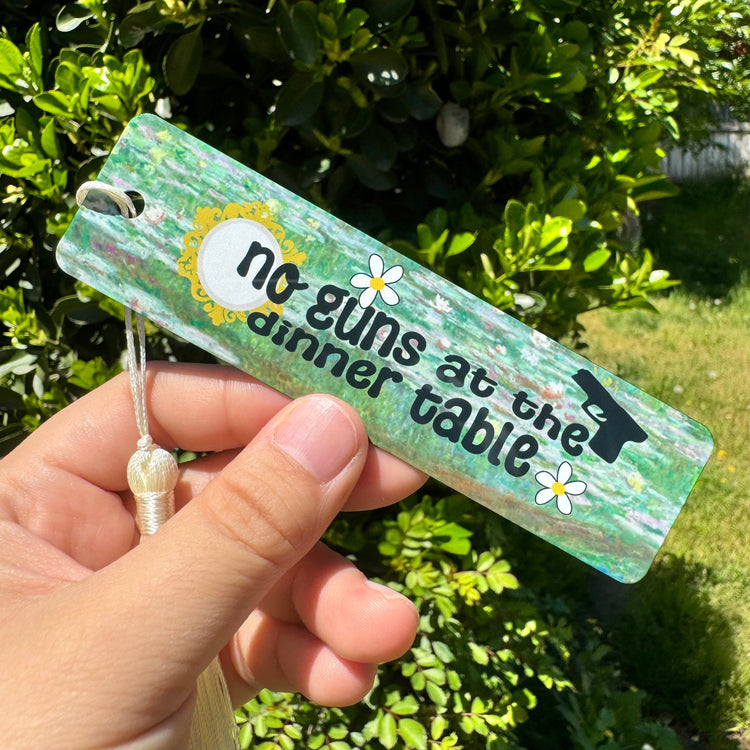 no guns at the
dinner table